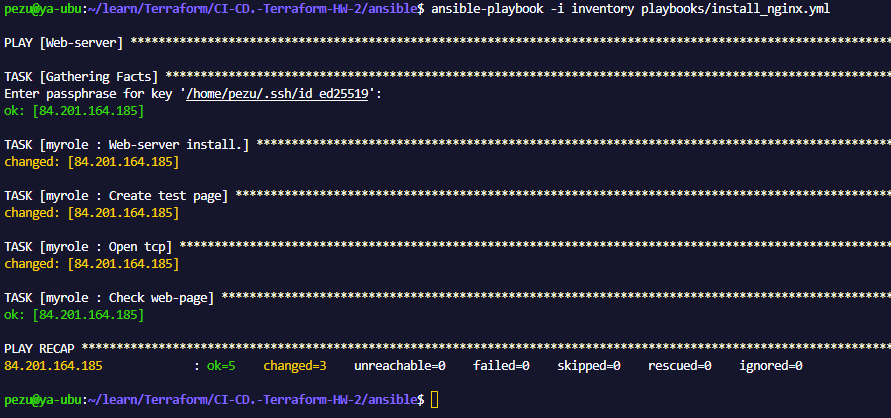 pezu@ya-ubu:~/learn/Terraform/CI-CD.-Terraform-HW-2/ansible$ ansible-playbook -i inventory playbooks/install_nginx.yml
PLAY [Web-server] **************************************************************************************************************
TASK [Gathering Facts] *********************************************************************************************************
Enter passphrase for key '/home/pezu/.ssh/id_ed25519':
ok: [84.201.164.185]
TASK [myrole : Web-server install.] ********************************************************************************************
changed: [84.201.164.185]
TASK [myrole : Create test page] ***********************************************************************************************
changed: [84.201.164.185]
TASK [myrole : Open tcp] *******************************************************************************************************
changed: [84.201.164.185]
TASK [myrole : Check web-page] *************************************************************************************************
ok: [84.201.164.185]
PLAY RECAP *********************************************************************************************************************
84.201.164.185             : ok=5    changed=3    unreachable=0    failed=0    skipped=0    rescued=0    ignored=0
pezu@ya-ubu:~/learn/Terraform/CI-CD.-Terraform-HW-2/ansible$